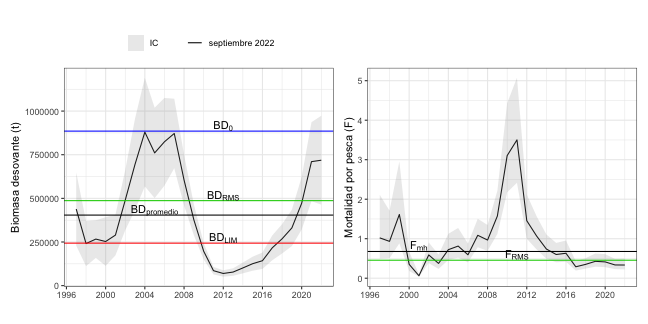 IC
septiembre 2022
Biomasa desovante (t)
1000000
750000
500000
250000
0
BD0
BDRMS
BDpromedio
BDLIM
1996 2000 2004 2008 2012 2016 2020
Mortalidad por pesca (F)
5
4
3
2
1
0
Fmh
FRMS
1996 2000 2004 2008 2012 2016 2020